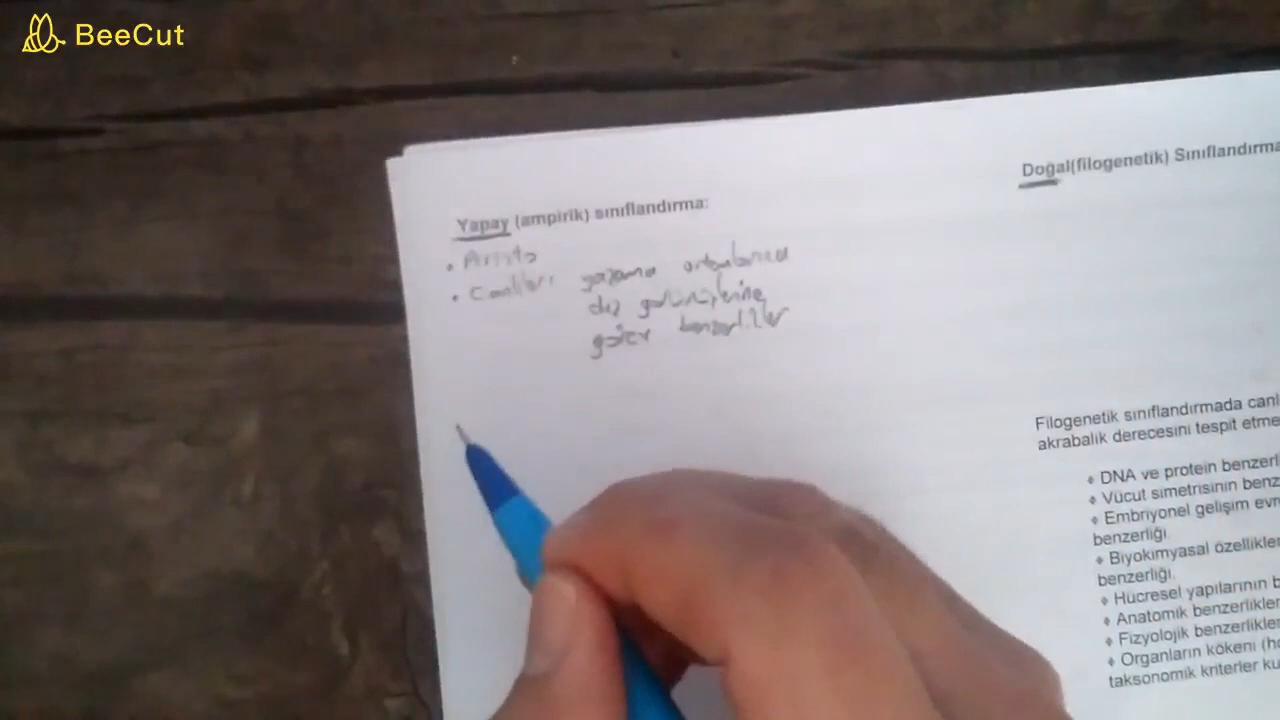 BeeCut
Yapay (ampirik) sınıflandırma:
• Aristo
• Canlıları yaşama ortamlarına
dış görünüşlerine
göre
Doğal(filogenetik) Sınıflandırma
Filogenetik sınıflandırmada canl
akrabalık derecesini tespit etme
♦ DNA ve protein benzerl
♦ Vücut simetrisinin benz
♦ Embriyonel gelişim evr
benzerliği.
♦ Biyokimyasal özellikler
benzerliği.
♦ Hücresel yapılarının b
♦ Anatomik benzerlikler
♦ Fizyolojik benzerlikler
♦ Organların kökeni (ho
taksonomik kriterler ku